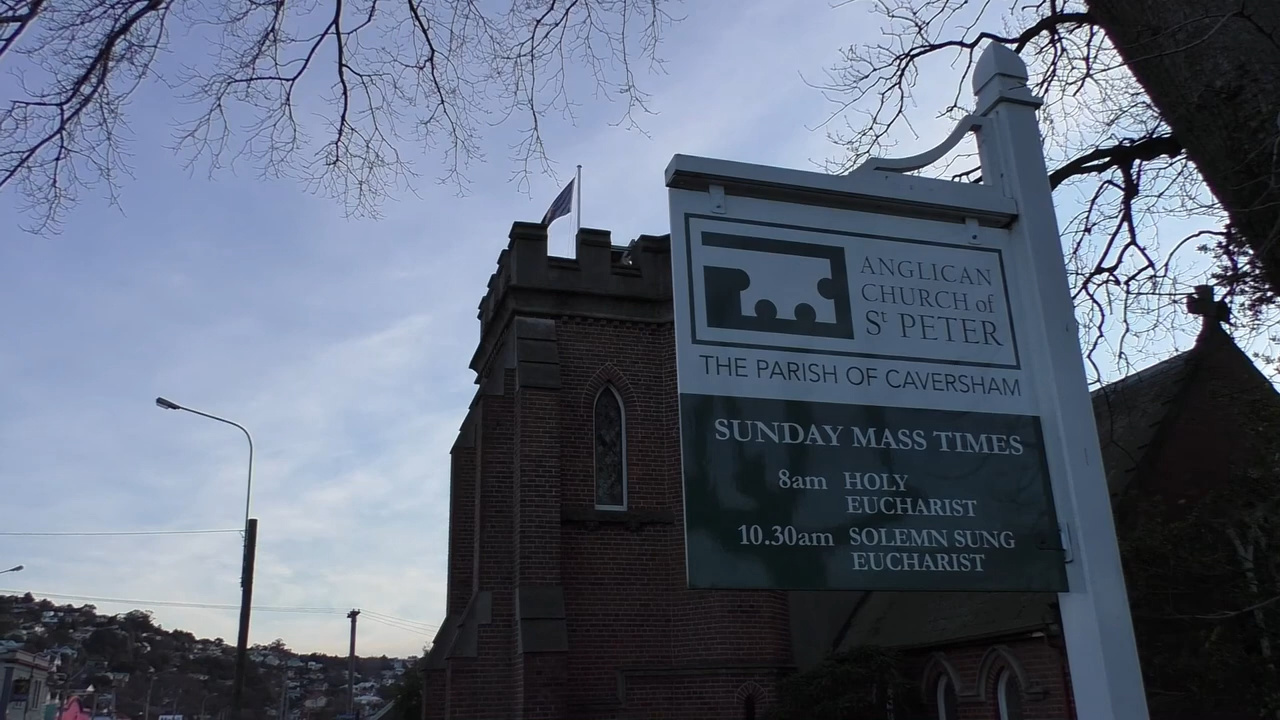 ANGLICAN
CHURCH of
St PETER
THE PARISH OF CAVERSHAM
SUNDAY MASS TIMES
8am HOLY
EUCHARIST
10.30am SOLEMN SUNG
EUCHARIST